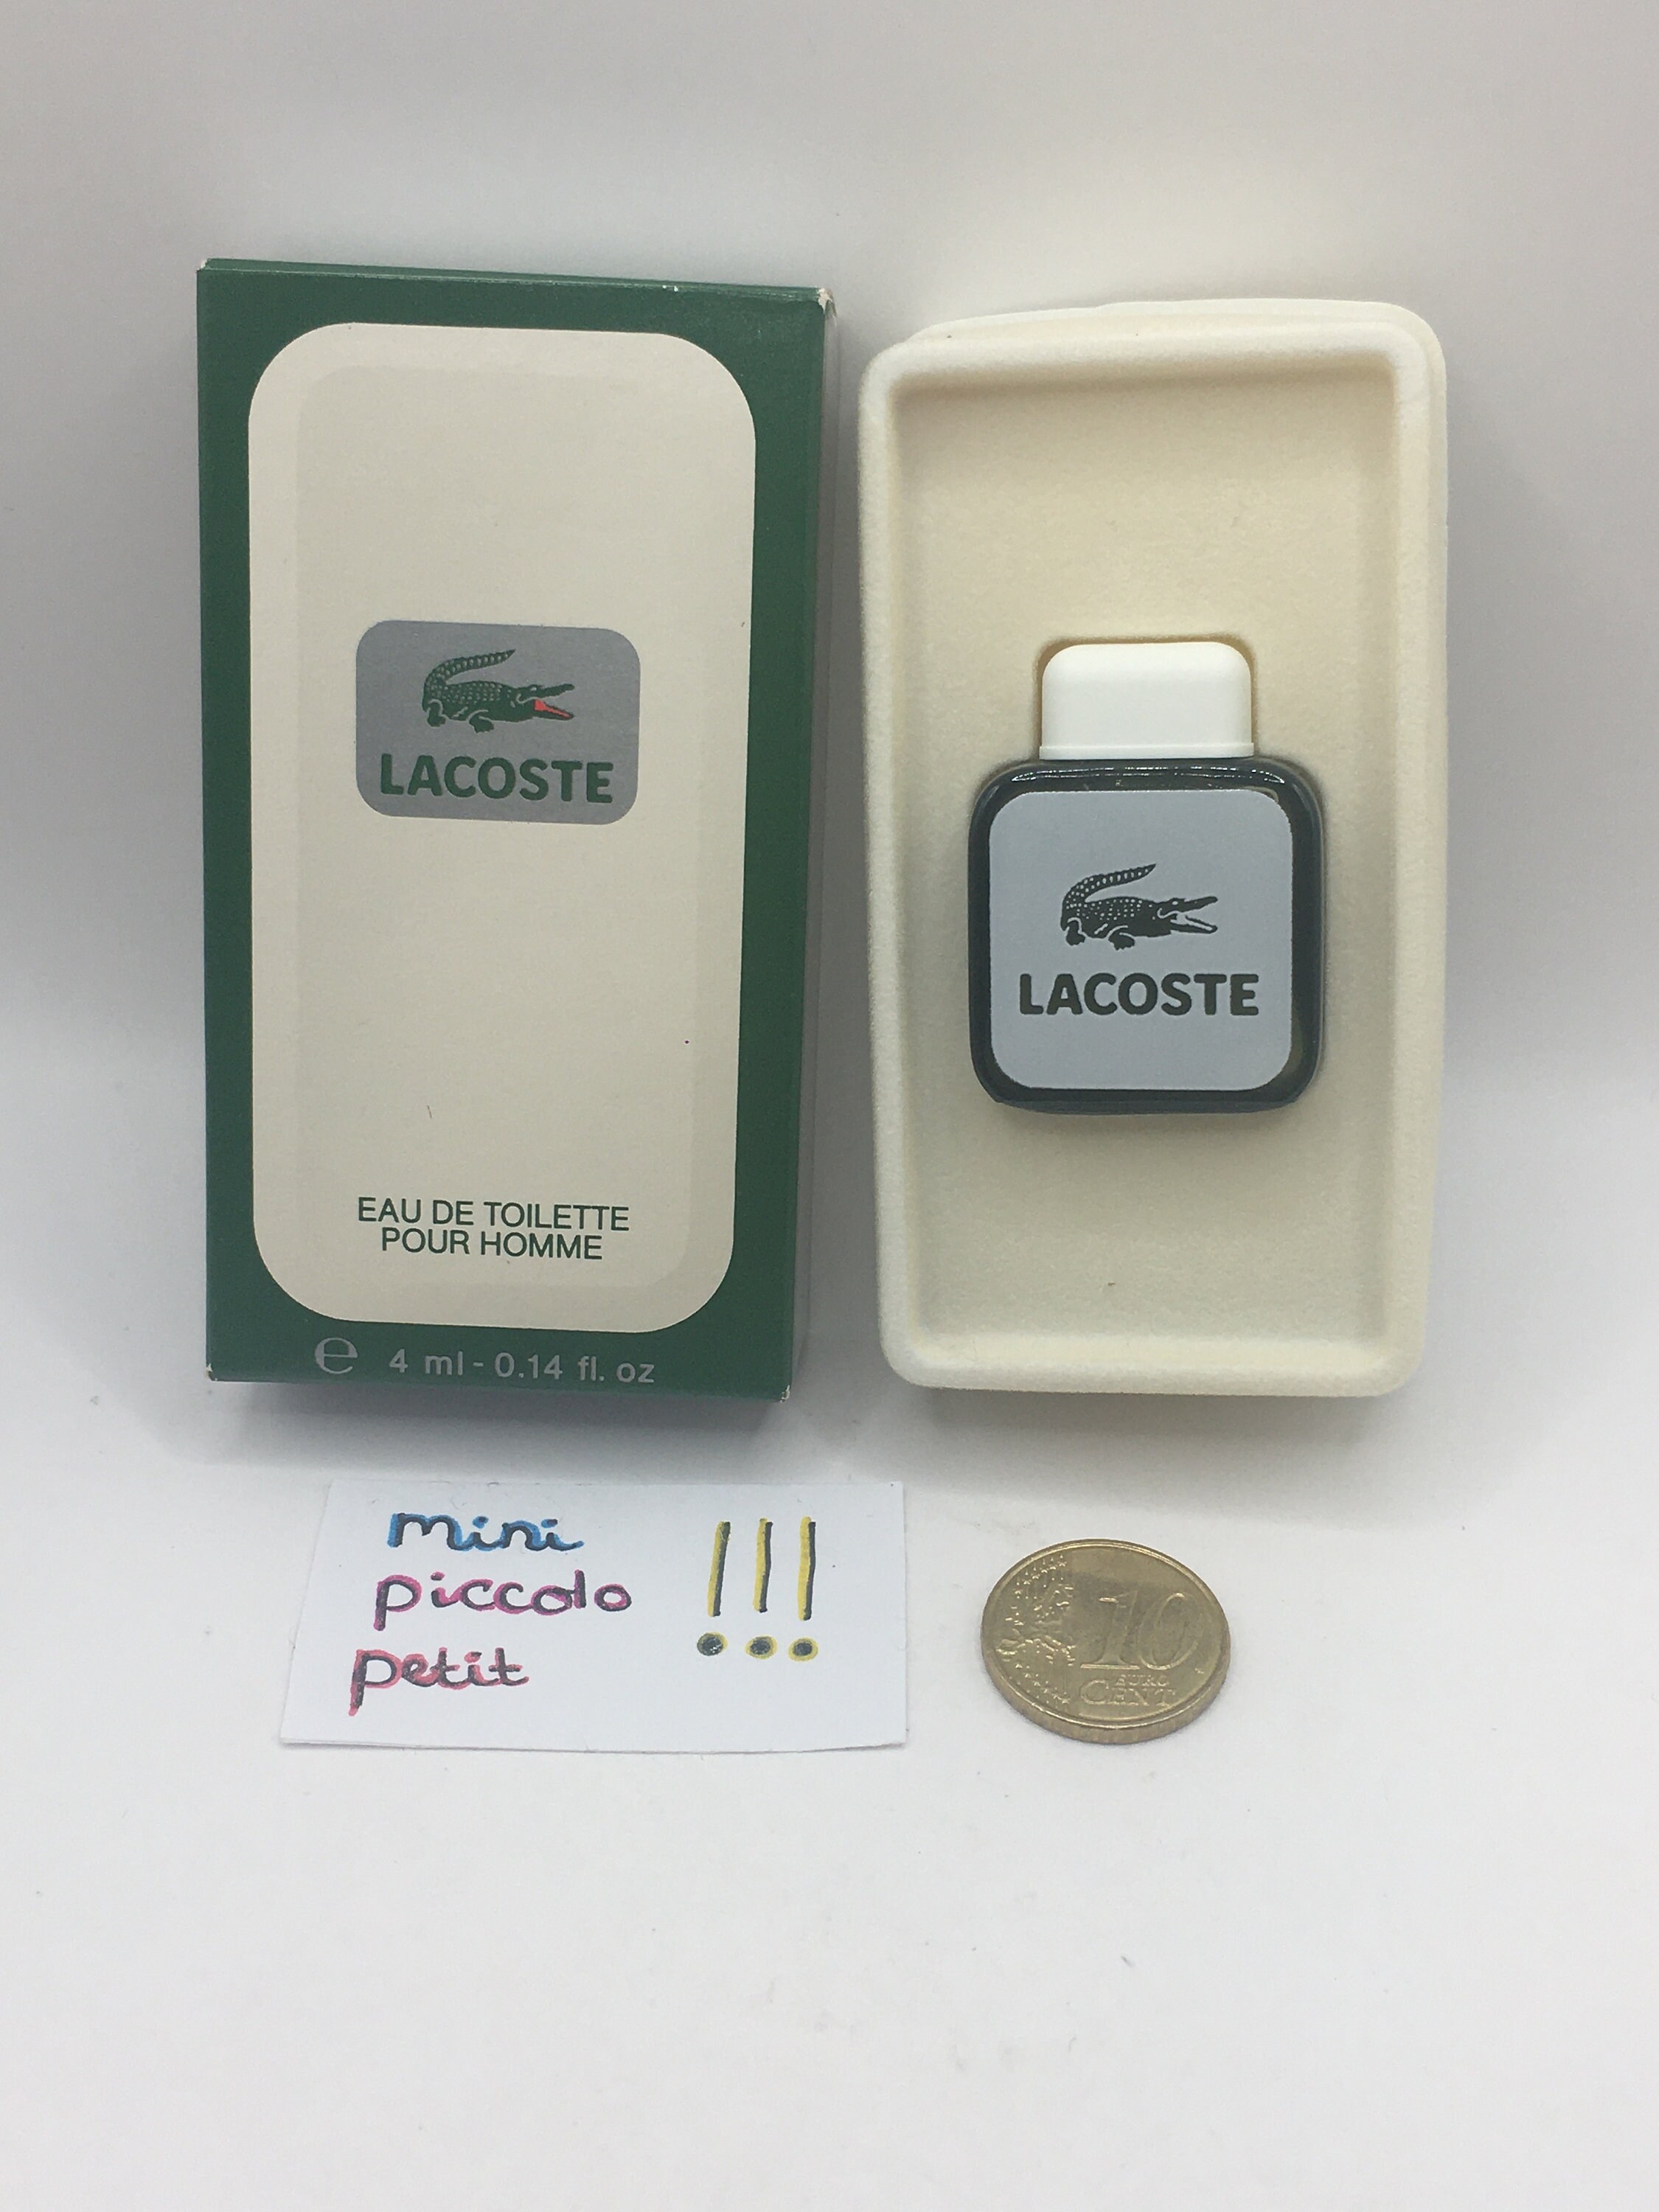 LACOSTE
EAU DE TOILETTE
POUR HOMME
e 4 ml - 0.14 fl. oz
LACOSTE
mini
piccolo
petit
!!!
10
EURO
CENT